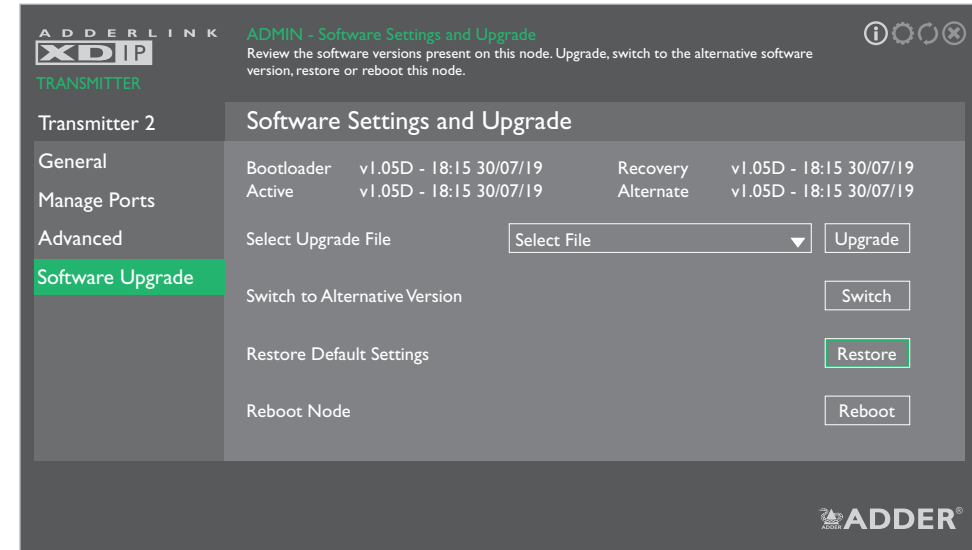 ADDERLINK
XDIP
TRANSMITTER
ADMIN - Software Settings and Upgrade
Review the software versions present on this node. Upgrade, switch to the alternative software
version, restore or reboot this node.
Transmitter 2
General
Manage Ports
Advanced
Software Upgrade
Software Settings and Upgrade
Bootloader v1.05D - 18:15 30/07/19 Recovery v1.05D - 18:15 30/07/19
Active v1.05D - 18:15 30/07/19 Alternate v1.05D - 18:15 30/07/19
Select Upgrade File Select File Upgrade
Switch to Alternative Version Switch
Restore Default Settings Restore
Reboot Node Reboot
ADDER ADDER®